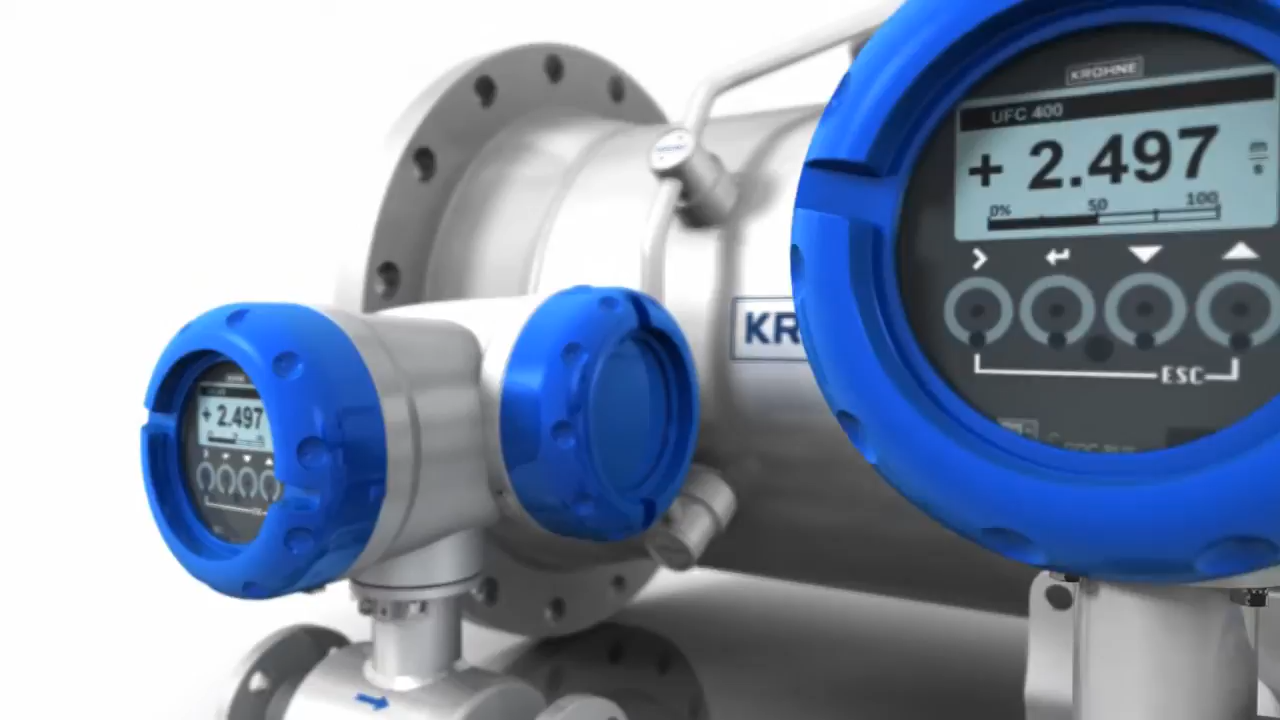 KROHNE
UFC 400
+ 2.497 m/s
0% 50 100
ESC
KR
+ 2.497